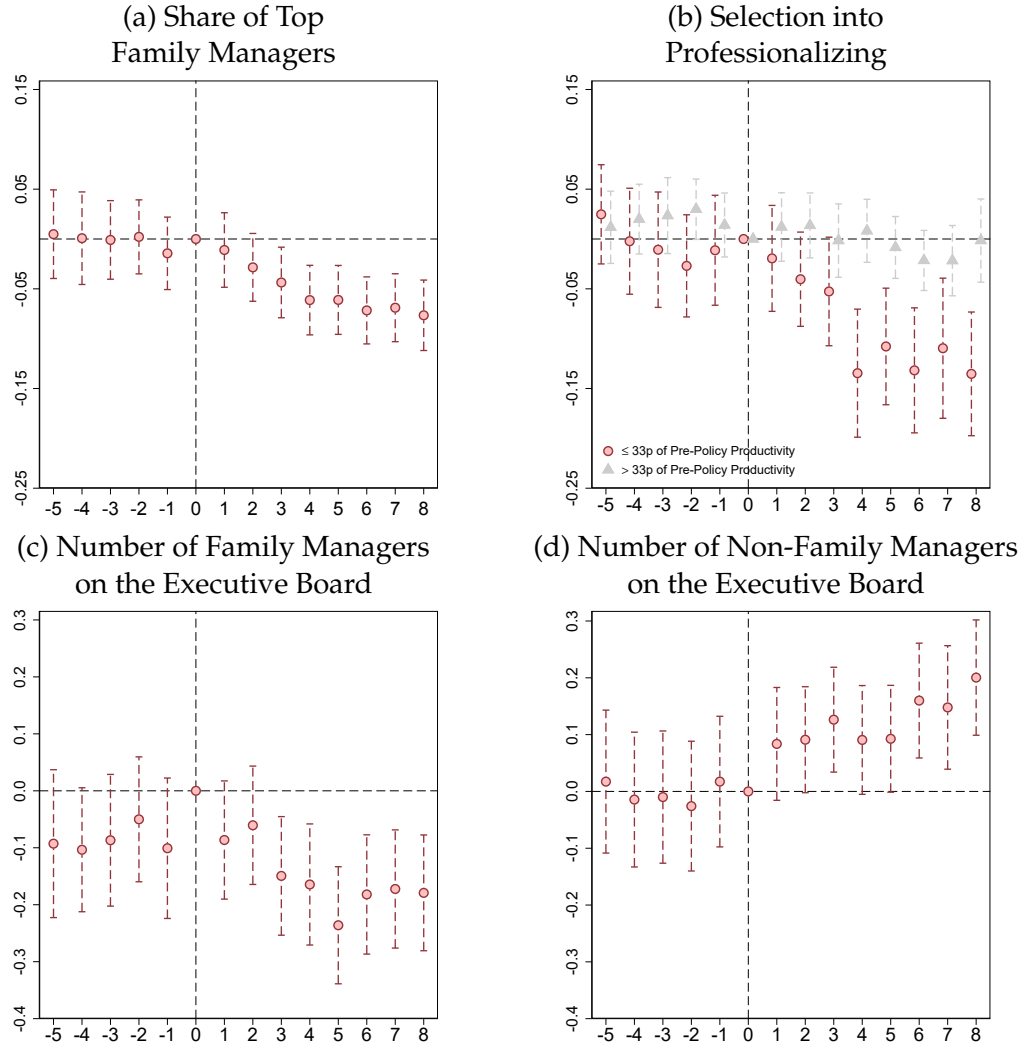 (a) Share of Top
Family Managers
0.15
0.05
-0.05
-0.15
-0.25
-5 -4 -3 -2 -1 0 1 2 3 4 5 6 7 8
(b) Selection into
Professionalizing
0.15
0.05
-0.05
-0.15
-0.25
≤ 33p of Pre-Policy Productivity
> 33p of Pre-Policy Productivity
-5 -4 -3 -2 -1 0 1 2 3 4 5 6 7 8
(c) Number of Family Managers
on the Executive Board
0.3
0.2
0.1
0.0
-0.1
-0.2
-0.3
-0.4
-5 -4 -3 -2 -1 0 1 2 3 4 5 6 7 8
(d) Number of Non-Family Managers
on the Executive Board
0.3
0.2
0.1
0.0
-0.1
-0.2
-0.3
-0.4
-5 -4 -3 -2 -1 0 1 2 3 4 5 6 7 8